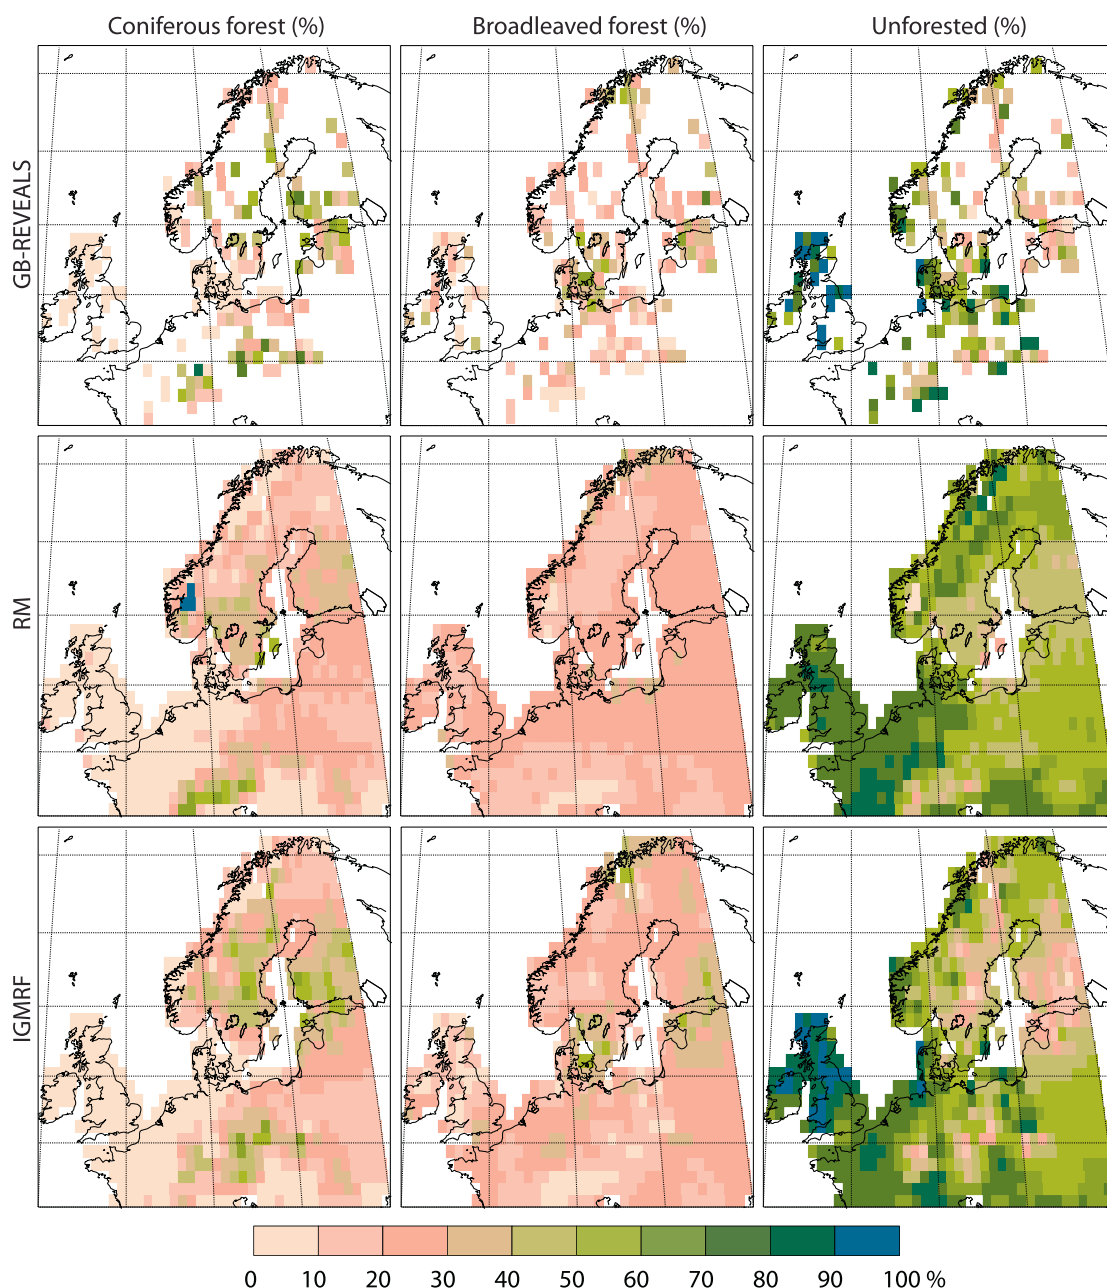 Coniferous forest (%) Broadleaved forest (%) Unforested (%)
GB-REVEALS
RM
IGMRF
0 10 20 30 40 50 60 70 80 90 100 %